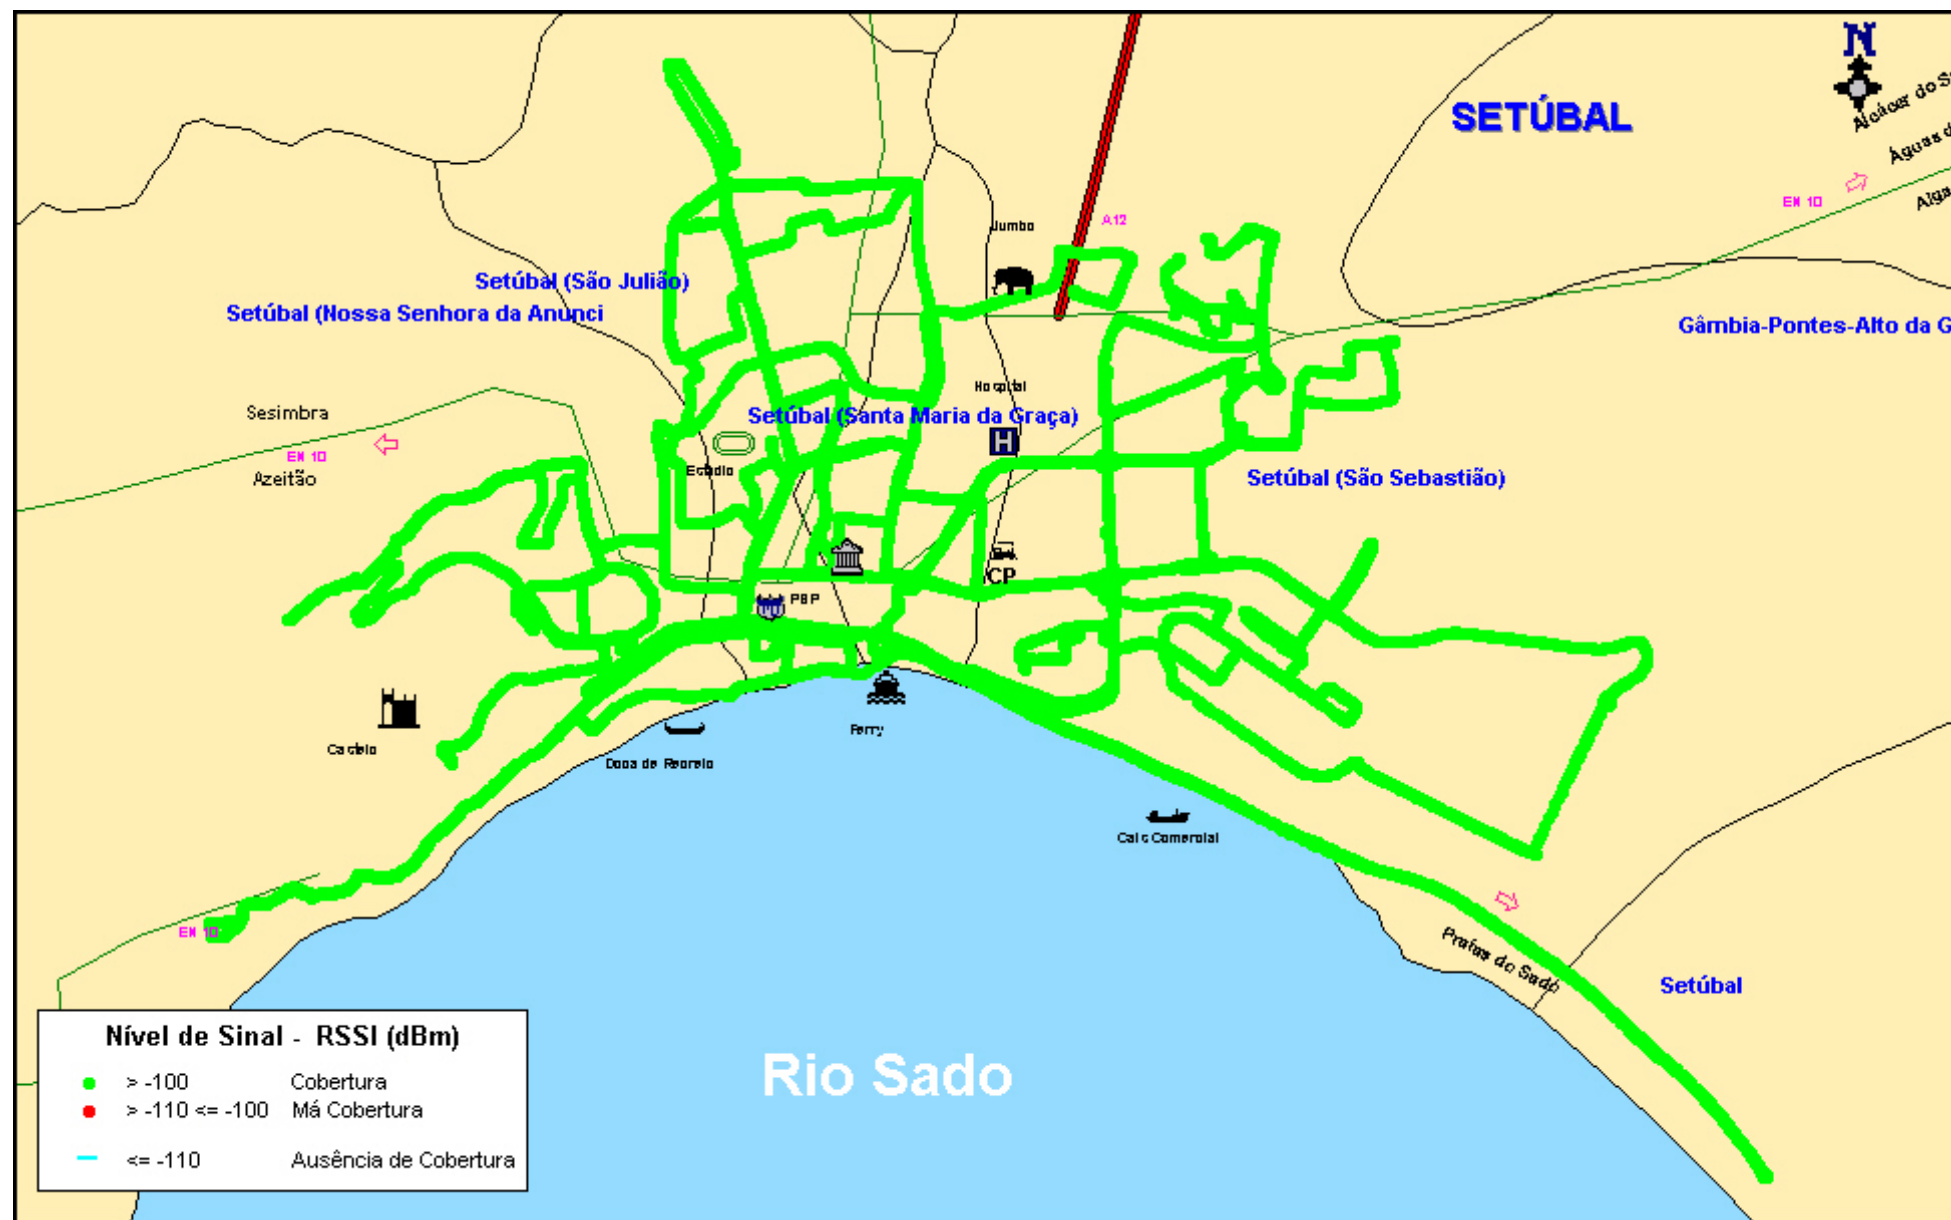 N
SETÚBAL
Alcácer do S
Águas d
Alga
EN 10
A12
Jumbo
Setúbal (São Julião)
Setúbal (Nossa Senhora da Anunci
Gâmbia-Pontes-Alto da G
Hospital
Sesimbra
Setúbal (Santa Maria da Graça)
EN 10
H
Estádio
Azeitão
Setúbal (São Sebastião)
CP
PSP
Castelo
Ferry
Doca de Recreio
Cais Comercial
EN 10
Praias do Sado
Setúbal
Nível de Sinal - RSSI (dBm)
> -100 Cobertura
> -110 <= -100 Má Cobertura
<= -110 Ausência de Cobertura
Rio Sado